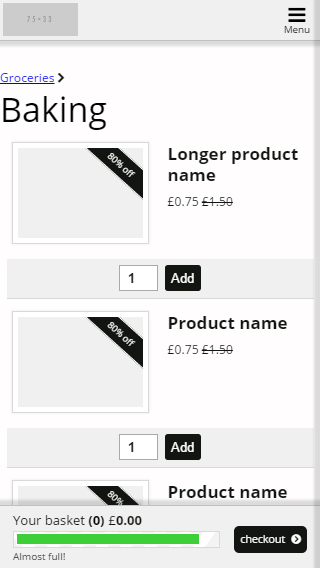 75×33
Menu
Groceries
Baking
80% off
Longer product
name
£0.75 £1.50
1 Add
80% off
Product name
£0.75 £1.50
1 Add
80%
Product name
Your basket (0) £0.00
checkout
Almost full!